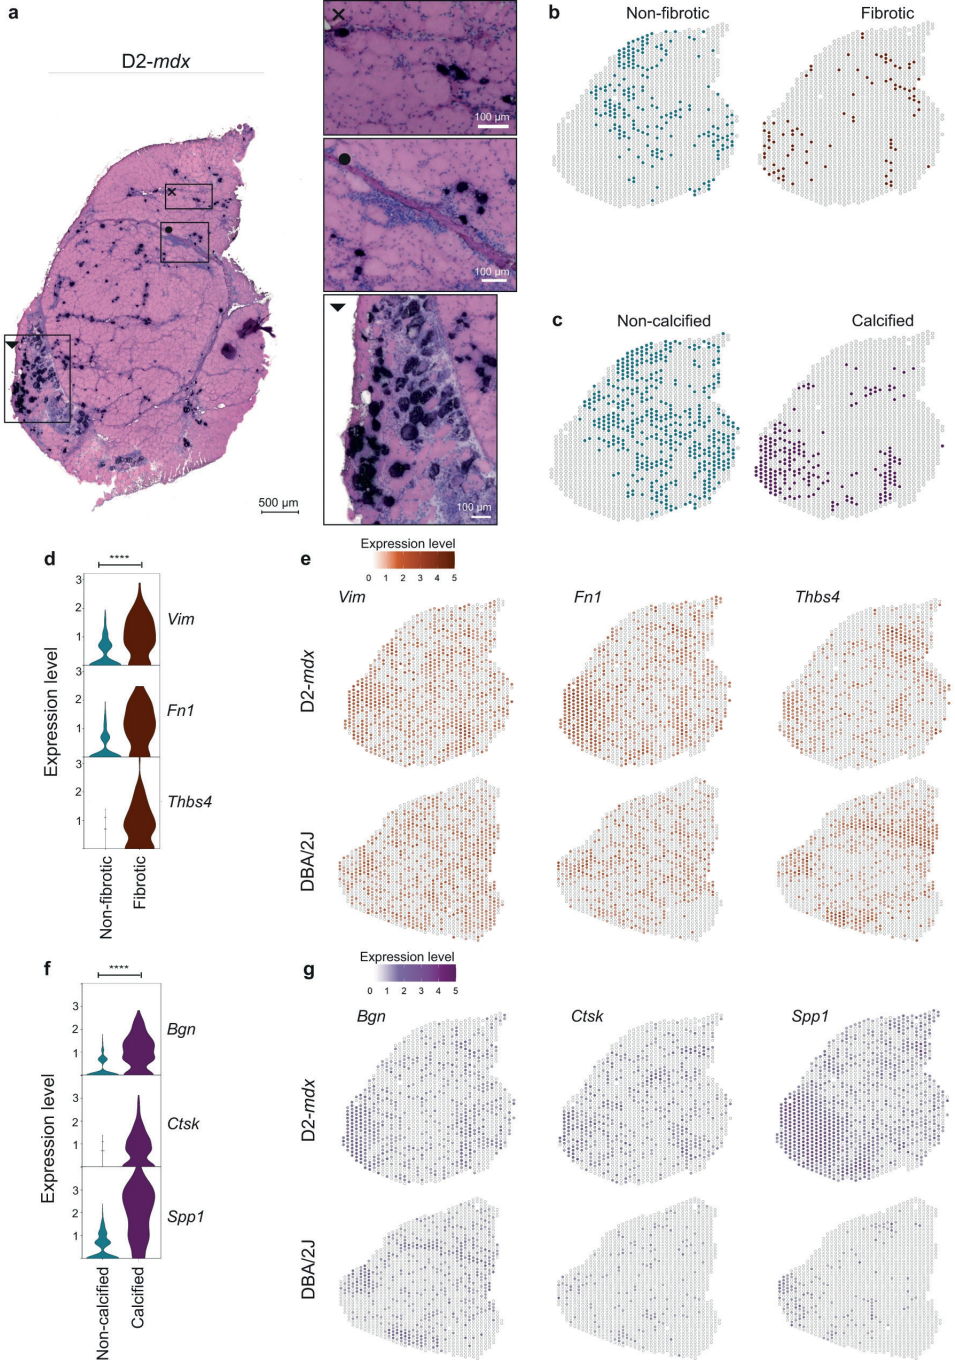 a
D2-mdx
500 µm
100 µm
100 µm
100 µm
b
Non-fibrotic
Fibrotic
c
Non-calcified
Calcified
d
****
Expression level
3
2
1
Vim
3
2
1
Fn1
3
2
1
Thbs4
Non-fibrotic
Fibrotic
e
Expression level
0 1 2 3 4 5
Vim
Fn1
Thbs4
D2-mdx
DBA/2J
f
****
Expression level
3
2
1
Bgn
3
2
1
Ctsk
3
2
1
Spp1
Non-calcified
Calcified
g
Expression level
0 1 2 3 4 5
Bgn
Ctsk
Spp1
D2-mdx
DBA/2J